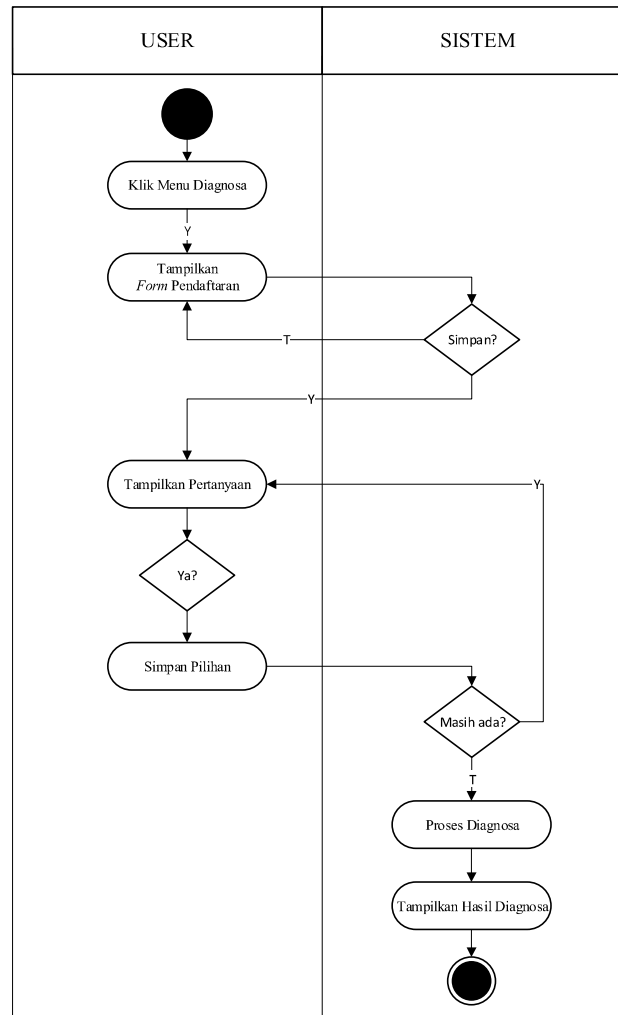 USER
SISTEM
Klik Menu Diagnosa
Y
Tampilkan
Form Pendaftaran
Simpan?
T
Y
Tampilkan Pertanyaan
Y
Ya?
Simpan Pilihan
Masih ada?
T
Proses Diagnosa
Tampilkan Hasil Diagnosa